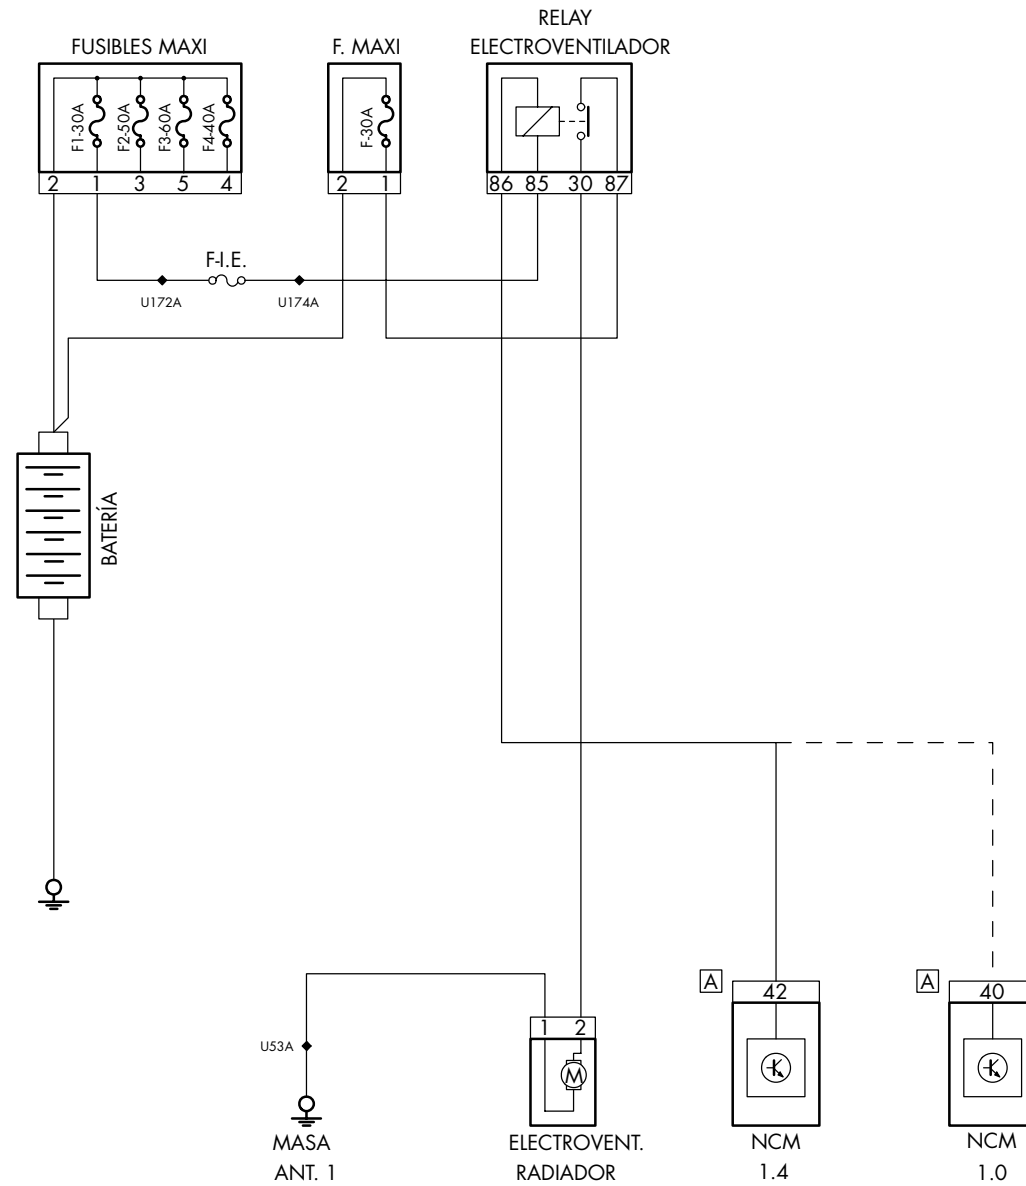 RELAY
FUSIBLES MAXI
F. MAXI
ELECTROVENTILADOR
F1-30A
F2-50A
F3-60A
F4-40A
F-30A
2 1 3 5 4
2 1
86 85 30 87
F-I.E.
U172A
U174A
BATERÍA
A
42
A
40
1 2
U53A
M
MASA
ANT. 1
ELECTROVENT.
RADIADOR
NCM
1.4
NCM
1.0